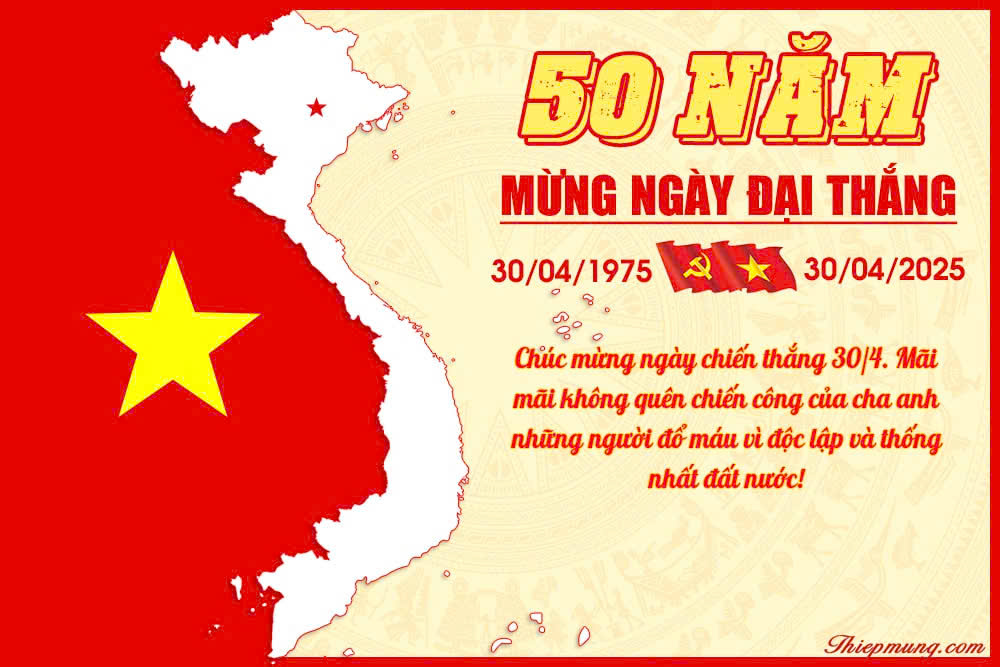 50 NĂM
MỪNG NGÀY ĐẠI THẮNG
30/04/1975 30/04/2025
Chúc mừng ngày chiến thắng 30/4. Mãi
mãi không quên chiến công của cha anh
những người đổ máu vì độc lập và thống
nhất đất nước!
Thiepmung.com